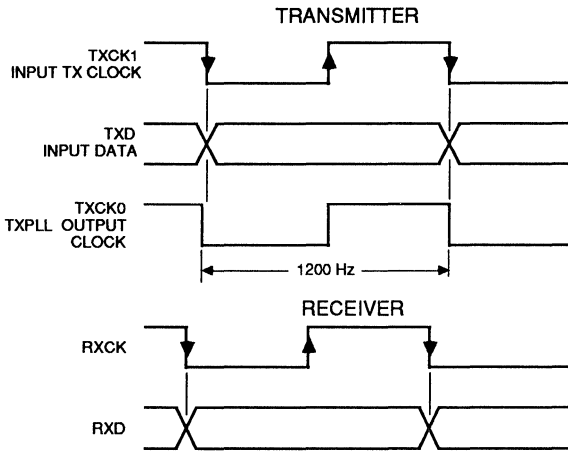 TRANSMITTER
TXCK1
INPUT TX CLOCK
TXD
INPUT DATA
TXCK0
TXPLL OUTPUT
CLOCK
1200 Hz
RECEIVER
RXCK
RXD